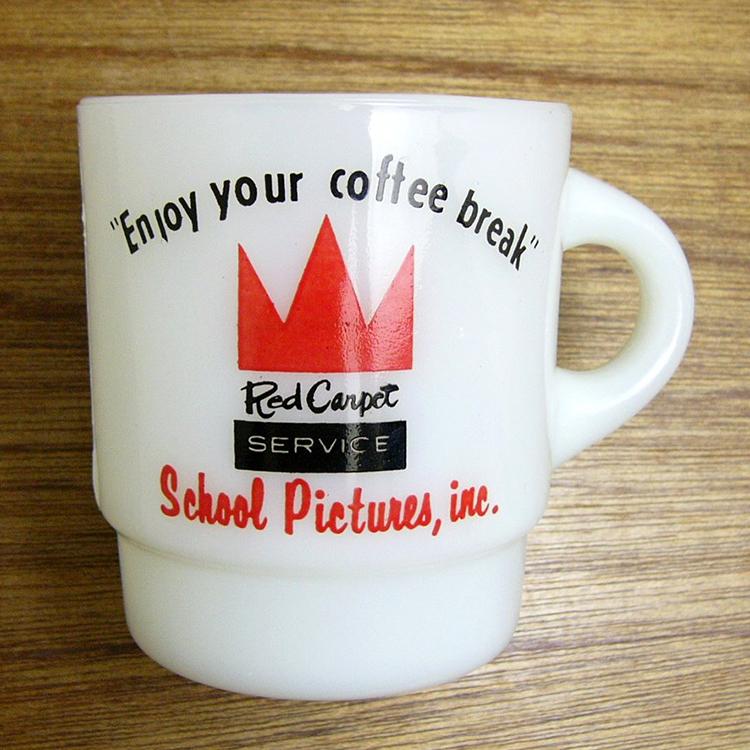 "Enjoy your coffee break"
Red Carpet
SERVICE
School Pictures, inc.